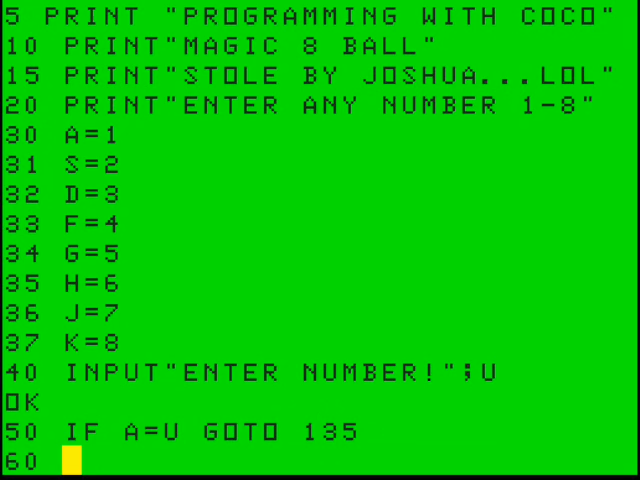 5 PRINT "PROGRAMMING WITH COCO"
10 PRINT"MAGIC 8 BALL"
15 PRINT"STOLE BY JOSHUA...LOL"
20 PRINT"ENTER ANY NUMBER 1-8"
30 A=1
31 S=2
32 D=3
33 F=4
34 G=5
35 H=6
36 J=7
37 K=8
40 INPUT"ENTER NUMBER!";U
OK
50 IF A=U GOTO 135
60